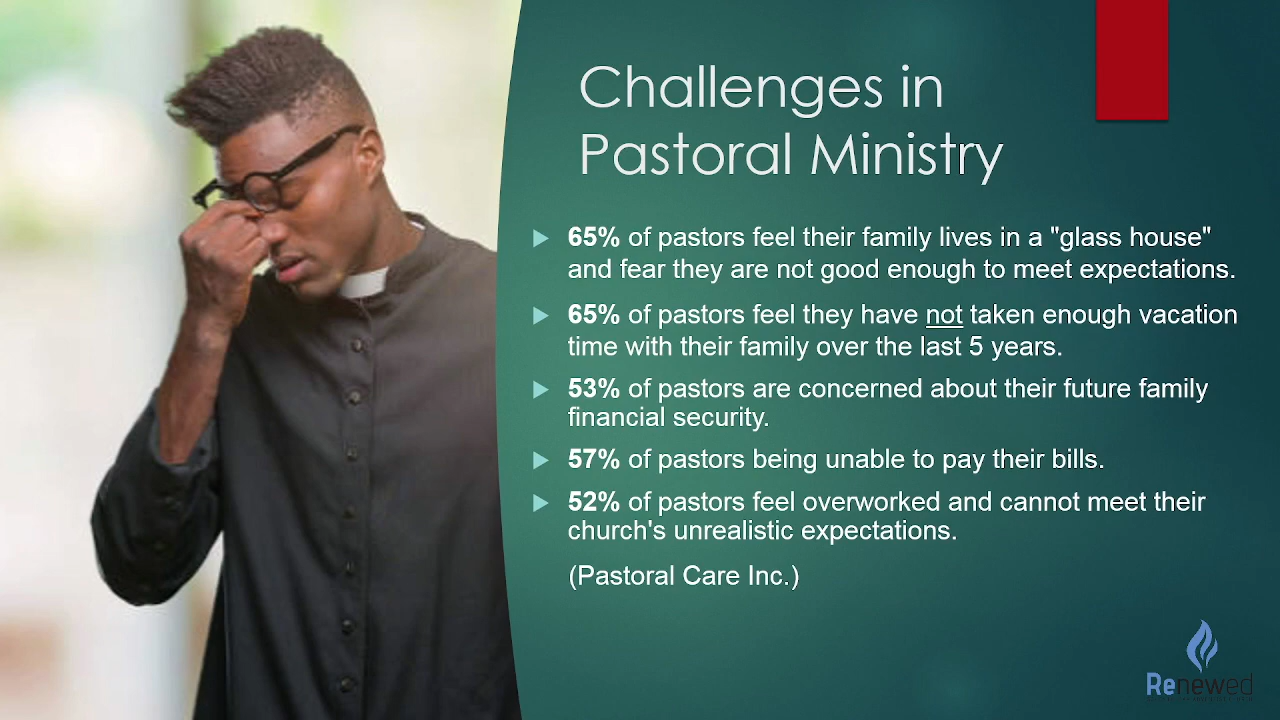 Challenges in
Pastoral Ministry
65% of pastors feel their family lives in a "glass house"
and fear they are not good enough to meet expectations.
65% of pastors feel they have not taken enough vacation
time with their family over the last 5 years.
53% of pastors are concerned about their future family
financial security.
57% of pastors being unable to pay their bills.
52% of pastors feel overworked and cannot meet their
church's unrealistic expectations.
(Pastoral Care Inc.)
Renewed